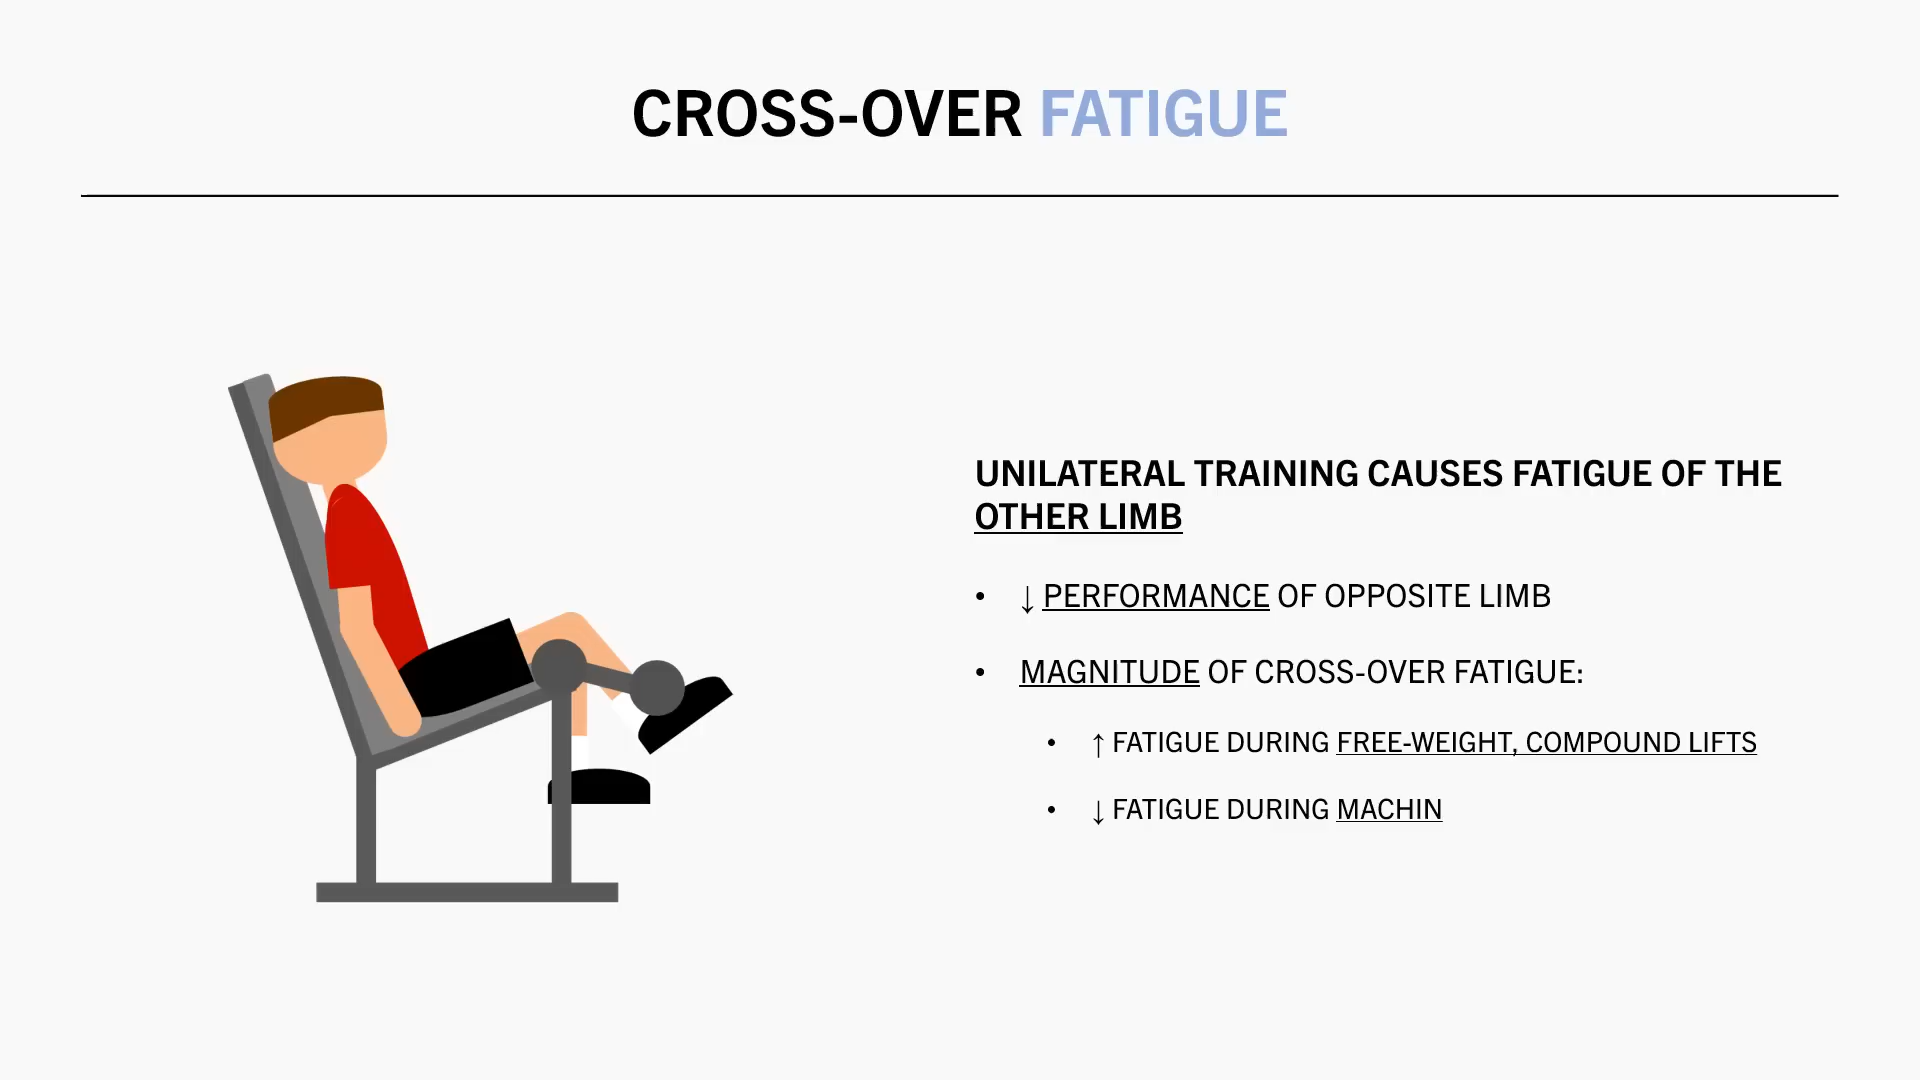 CROSS-OVER FATIGUE
UNILATERAL TRAINING CAUSES FATIGUE OF THE
OTHER LIMB
• ↓ PERFORMANCE OF OPPOSITE LIMB
• MAGNITUDE OF CROSS-OVER FATIGUE:
• ↑ FATIGUE DURING FREE-WEIGHT, COMPOUND LIFTS
• ↓ FATIGUE DURING MACHIN